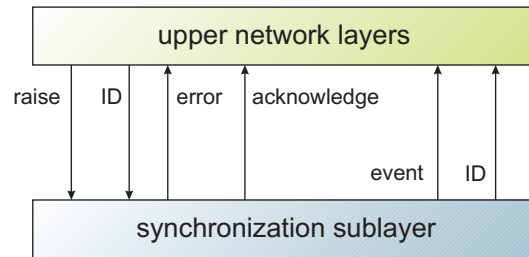 upper network layers
raise
ID
error
acknowledge
event
ID
synchronization sublayer